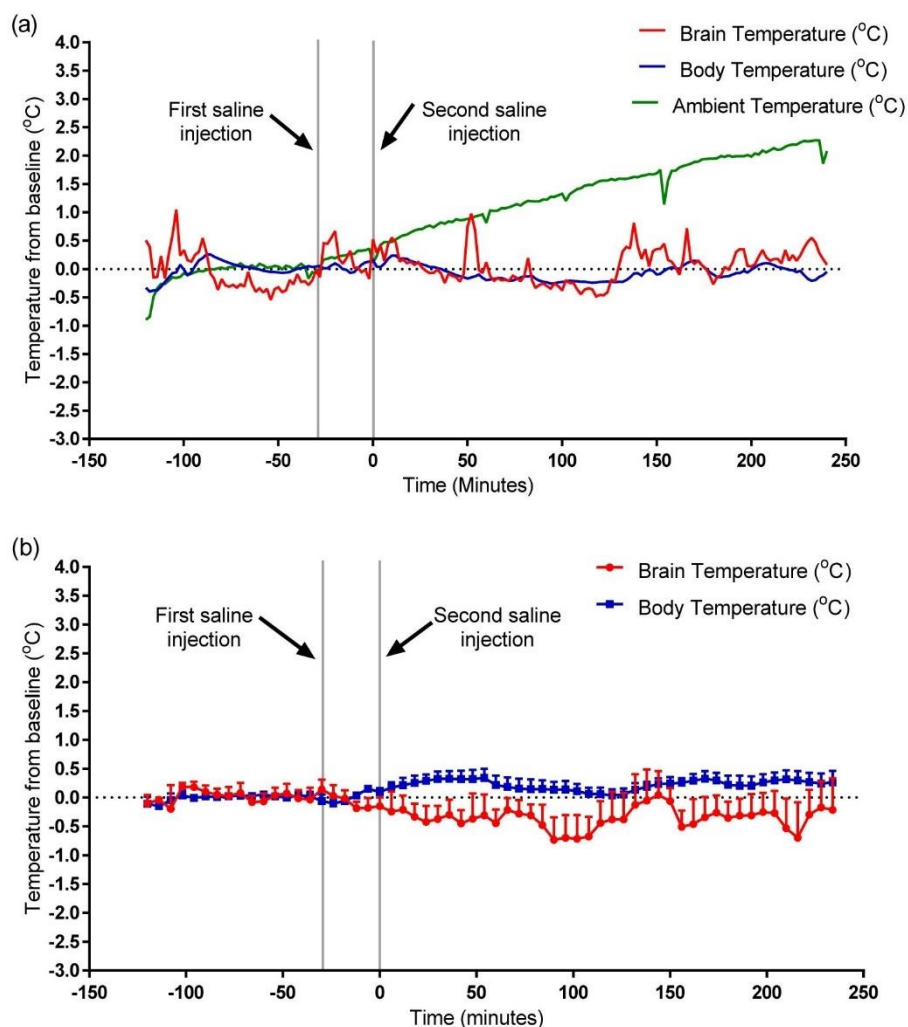 (a)
4.0
3.5
3.0
2.5
2.0
1.5
1.0
0.5
0.0
-0.5
-1.0
-1.5
-2.0
-2.5
-3.0
Temperature from baseline (°C)
Brain Temperature (°C)
Body Temperature (°C)
Ambient Temperature (°C)
First saline
injection
Second saline
injection
-150 -100 -50 0 50 100 150 200 250
Time (Minutes)
(b)
4.0
3.5
3.0
2.5
2.0
1.5
1.0
0.5
0.0
-0.5
-1.0
-1.5
-2.0
-2.5
-3.0
Temperature from baseline (°C)
Brain Temperature (°C)
Body Temperature (°C)
First saline
injection
Second saline
injection
-150 -100 -50 0 50 100 150 200 250
Time (minutes)